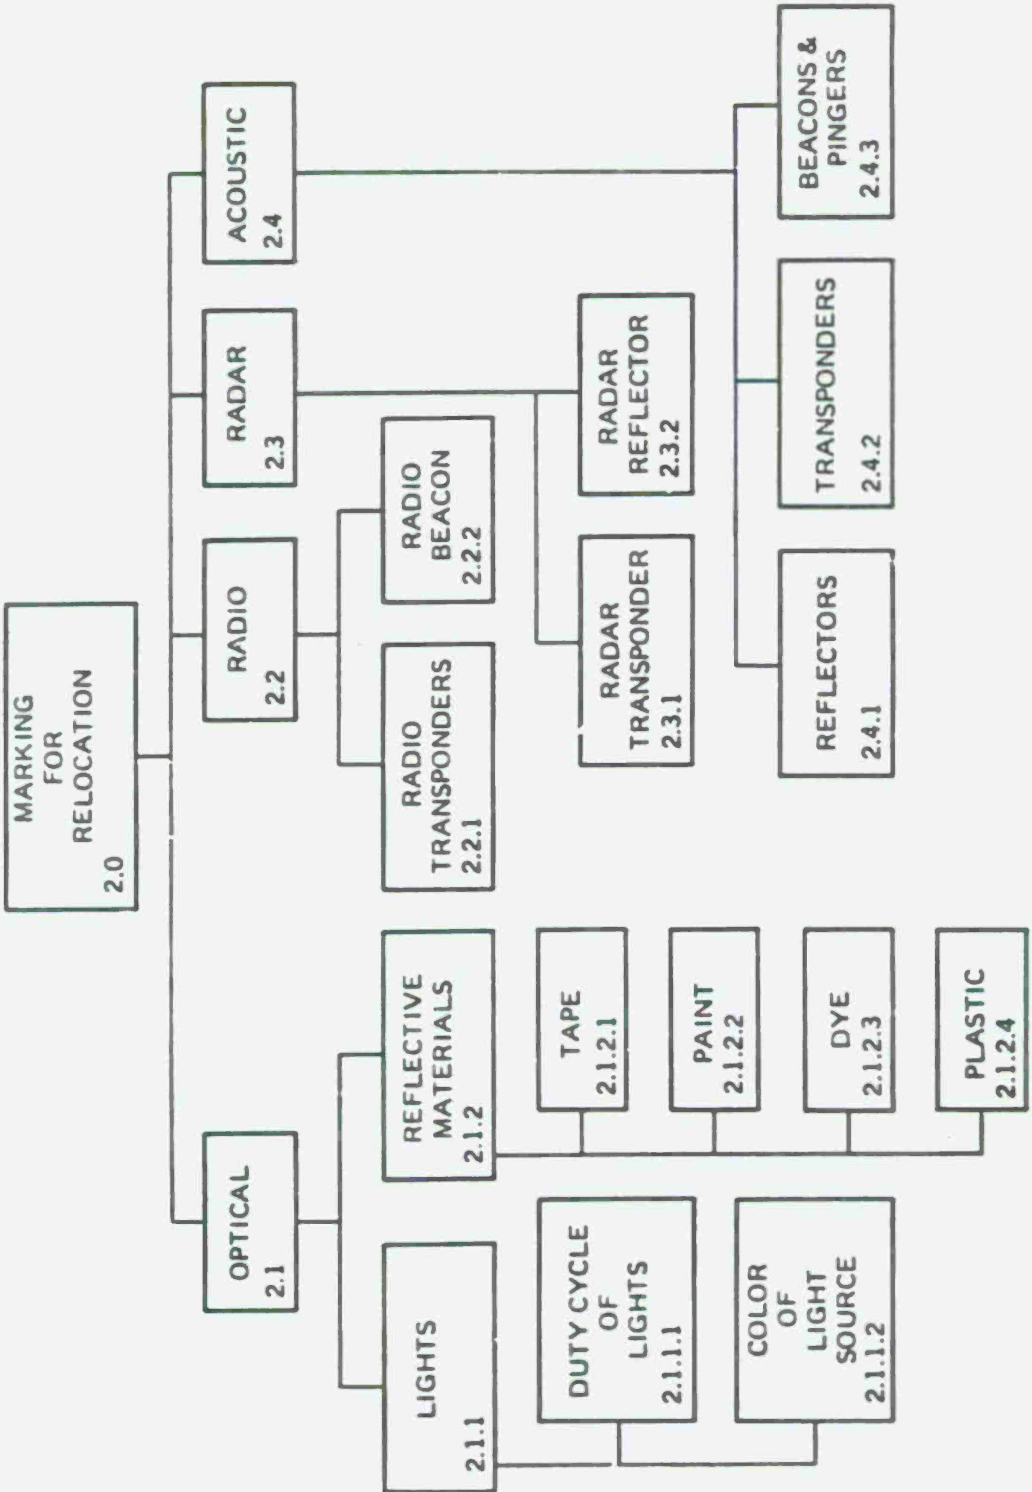 MARKING
FOR
RELOCATION
2.0
OPTICAL
2.1
RADIO
2.2
RADAR
2.3
ACOUSTIC
2.4
LIGHTS
2.1.1
REFLECTIVE
MATERIALS
2.1.2
RADIO
TRANSPONDERS
2.2.1
RADIO
BEACON
2.2.2
DUTY CYCLE
OF
LIGHTS
2.1.1.1
TAPE
2.1.2.1
RADAR
TRANSPONDER
2.3.1
RADAR
REFLECTOR
2.3.2
PAINT
2.1.2.2
COLOR
OF
LIGHT
SOURCE
2.1.1.2
DYE
2.1.2.3
REFLECTORS
2.4.1
TRANSPONDERS
2.4.2
BEACONS &
PINGERS
2.4.3
PLASTIC
2.1.2.4